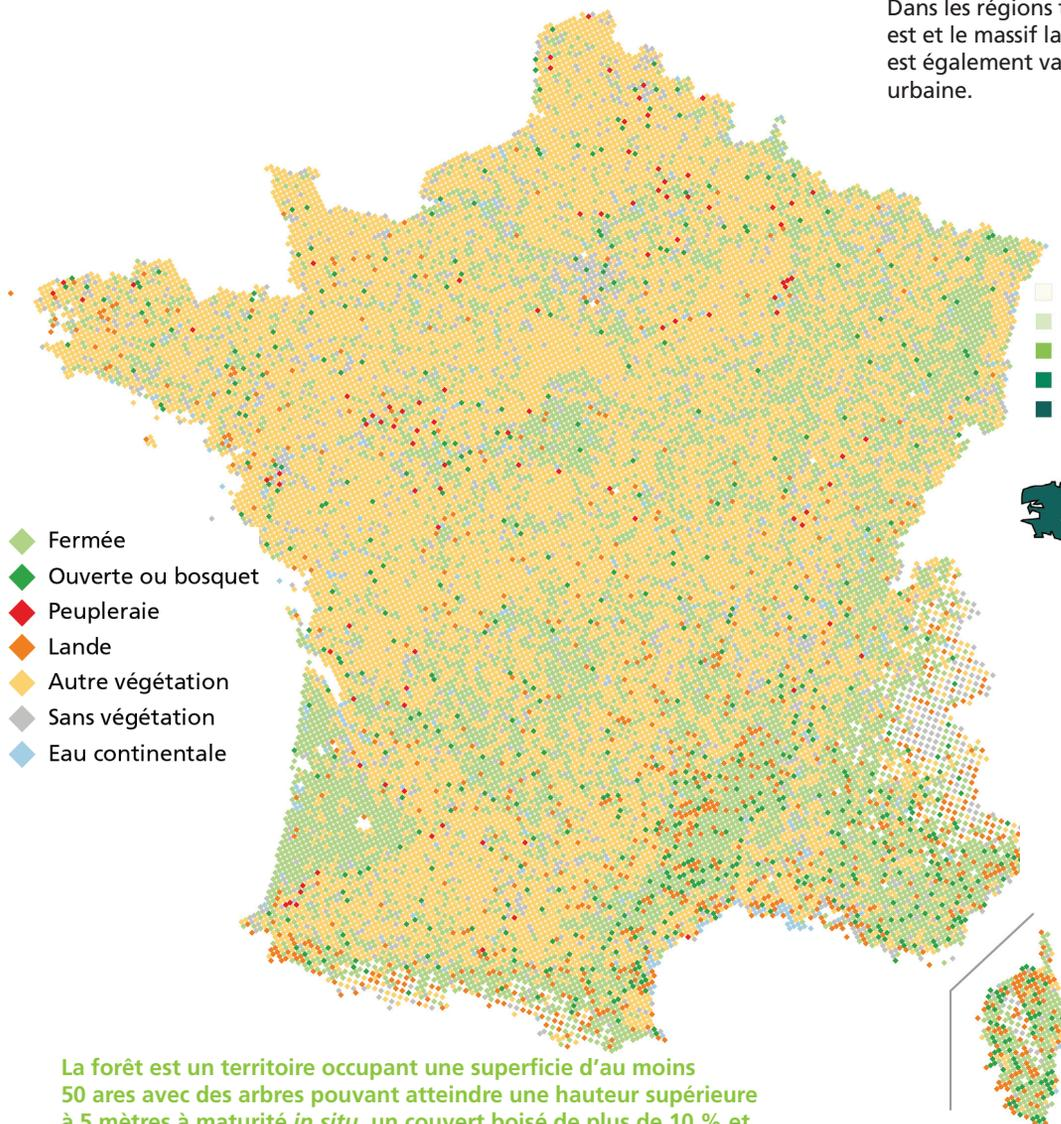 Dans les régions
est et le massif la
est également va
urbaine.
Fermée
Ouverte ou bosquet
Peupleraie
Lande
Autre végétation
Sans végétation
Eau continentale
La forêt est un territoire occupant une superficie d’au moins
50 ares avec des arbres pouvant atteindre une hauteur supérieure
à 5 mètres à maturité in situ, un couvert boisé de plus de 10 % et